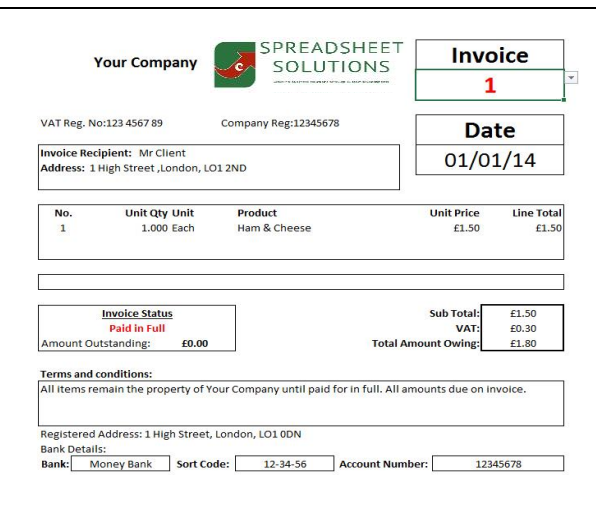 Your Company
c
SPREADSHEET
SOLUTIONS
Invoice
1
VAT Reg. No:123 4567 89 Company Reg:12345678
Date
01/01/14
Invoice Recipient: Mr Client
Address: 1 High Street ,London, LO1 2ND
No. Unit Qty Unit Product Unit Price Line Total
1 1.000 Each Ham & Cheese £1.50 £1.50
Invoice Status
Paid in Full
Amount Outstanding: £0.00
Sub Total: £1.50
VAT: £0.30
Total Amount Owing: £1.80
Terms and conditions:
All items remain the property of Your Company until paid for in full. All amounts due on invoice.
Registered Address: 1 High Street, London, LO1 0DN
Bank Details:
Bank: Money Bank Sort Code: 12-34-56 Account Number: 12345678